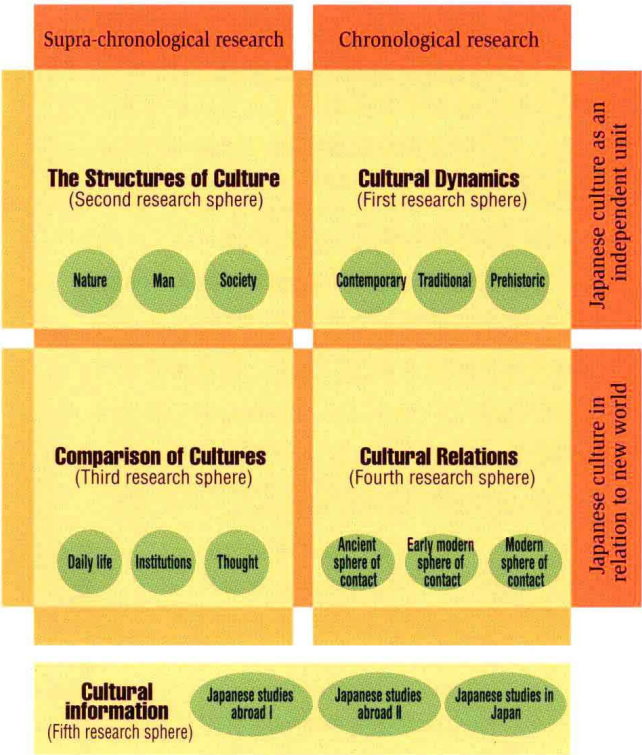 Supra-chronological research
Chronological research
The Structures of Culture
(Second research sphere)
Nature
Man
Society
Cultural Dynamics
(First research sphere)
Contemporary
Traditional
Prehistoric
Japanese culture as an
independent unit
Comparison of Cultures
(Third research sphere)
Daily life
Institutions
Thought
Cultural Relations
(Fourth research sphere)
Ancient
sphere of
contact
Early modern
sphere of
contact
Modern
sphere of
contact
Japanese culture in
relation to new world
Cultural
information
(Fifth research sphere)
Japanese studies
abroad I
Japanese studies
abroad II
Japanese studies in
Japan